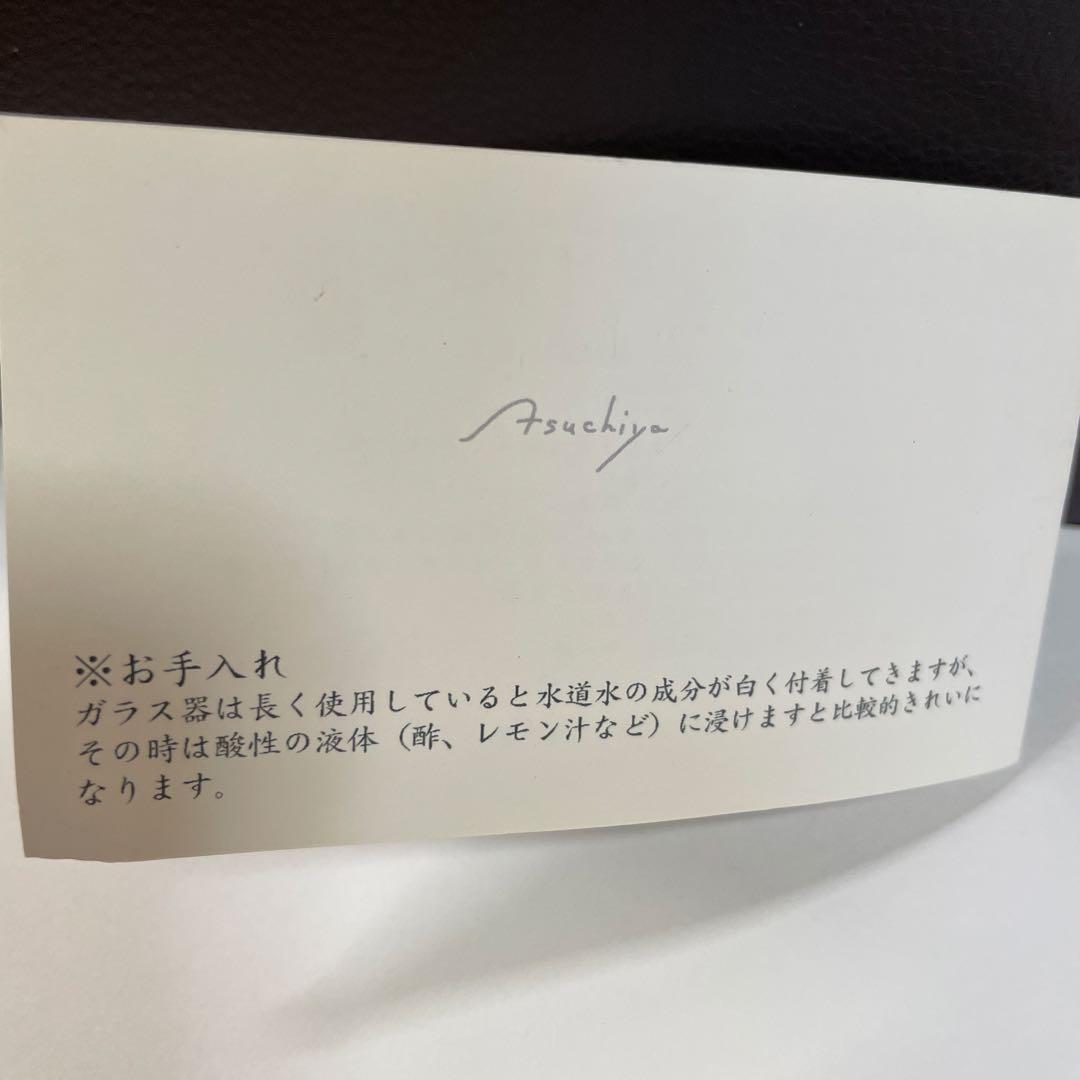 Asuchiya
※お手入れ
ガラス器は長く使用していると水道水の成分が白く付着してきますが、
その時は酸性の液体（酢、レモン汁など）に浸けますと比較的きれいに
なります。